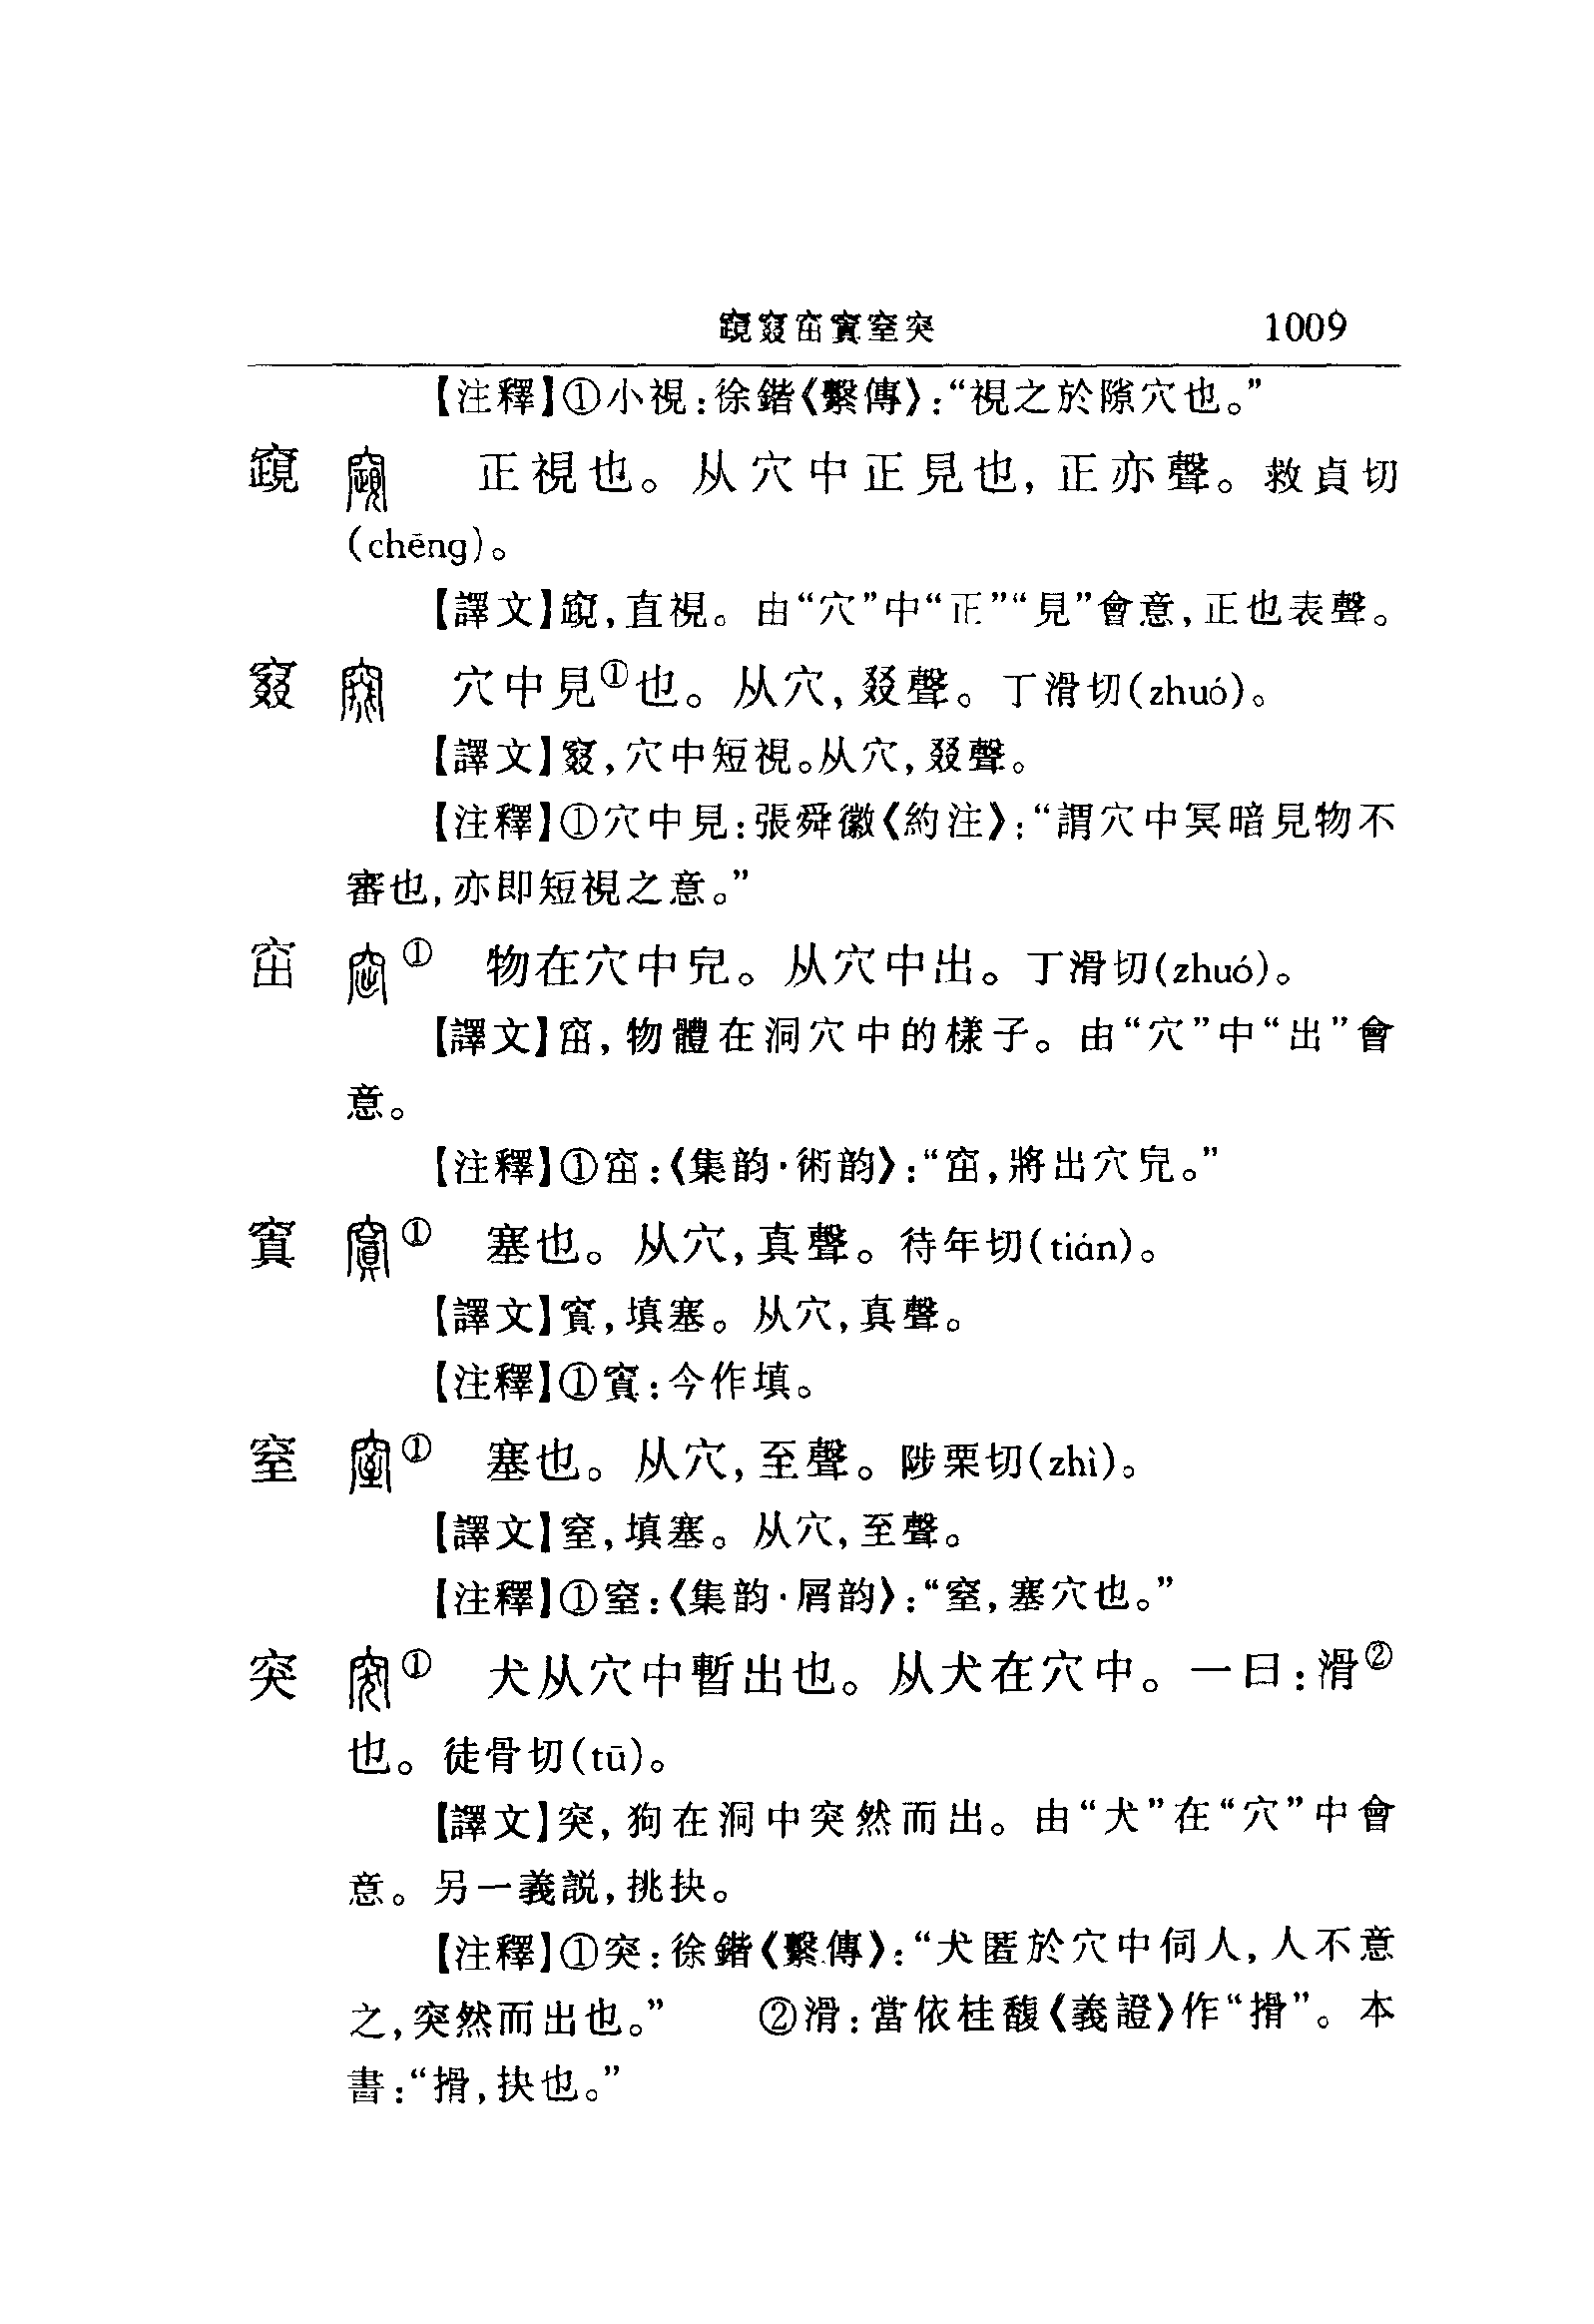 䆸窡窋窴窒突 1009
【注釋】①小視:徐鍇《繫傳》:“視之於隙穴也。”
䆸 正視也。从穴中正見也,正亦聲。救貞切
(chēng)。
【譯文】䆸,直視。由“穴”中“正”“見”會意,正也表聲。
窡 穴中見①也。从穴,叕聲。丁滑切(zhuó)。
【譯文】窡,穴中短視。从穴,叕聲。
【注釋】①穴中見:張舜徽《約注》:“謂穴中冥暗見物不
審也,亦即短視之意。”
窋 ① 物在穴中皃。从穴中出。丁滑切(zhuó)。
【譯文】窋,物體在洞穴中的樣子。由“穴”中“出”會
意。
【注釋】①窋:《集韵·術韵》:“窋,將出穴皃。”
窴 ① 塞也。从穴,真聲。待年切(tián)。
【譯文】窴,填塞。从穴,真聲。
【注釋】①窴:今作填。
窒 ① 塞也。从穴,至聲。陟栗切(zhì)。
【譯文】窒,填塞。从穴,至聲。
【注釋】①窒:《集韵·屑韵》:“窒,塞穴也。”
突 ① 犬从穴中暫出也。从犬在穴中。一曰:滑②
也。徒骨切(tū)。
【譯文】突,狗在洞中突然而出。由“犬”在“穴”中會
意。另一義説,挑抉。
【注釋】①突:徐鍇《繫傳》:“犬匿於穴中伺人,人不意
之,突然而出也。” ②滑:當依桂馥《義證》作“搰”。本
書:“搰,抉也。”